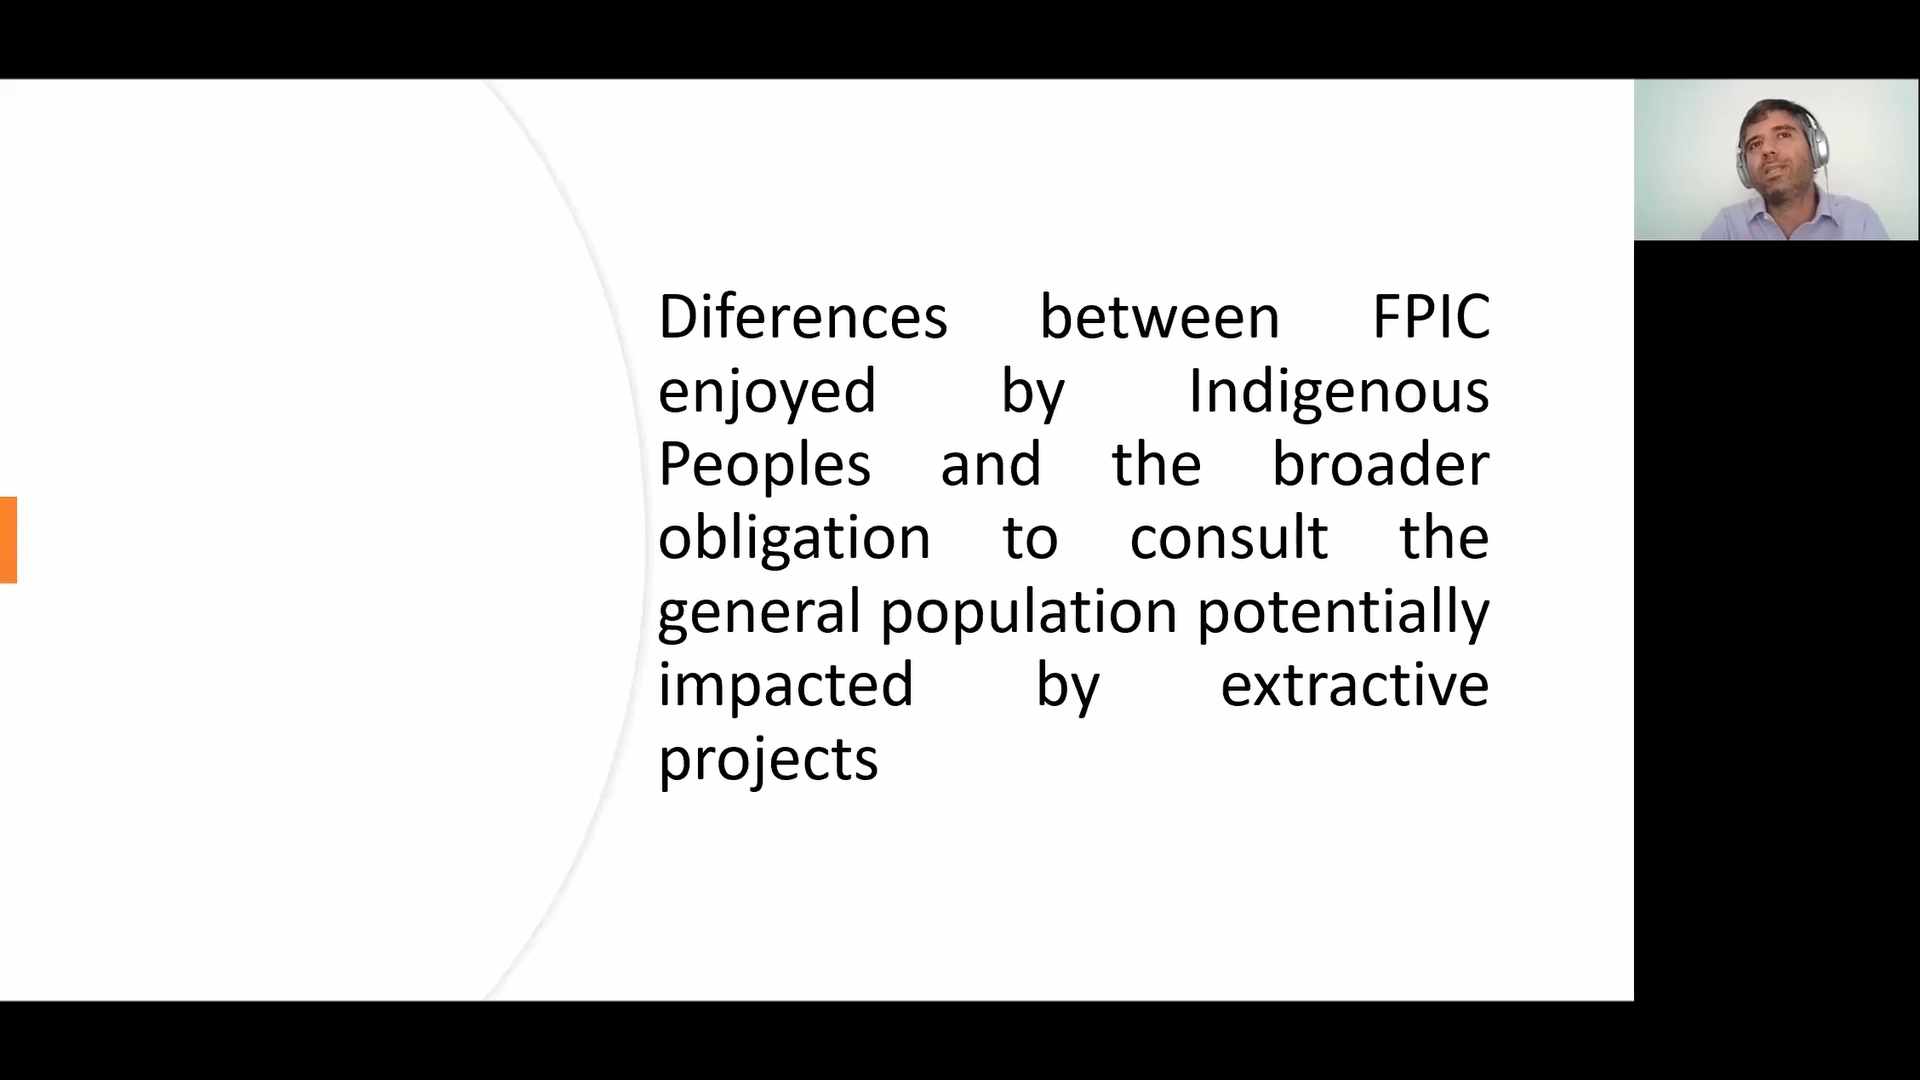 Diferences between FPIC
enjoyed by Indigenous
Peoples and the broader
obligation to consult the
general population potentially
impacted by extractive
projects